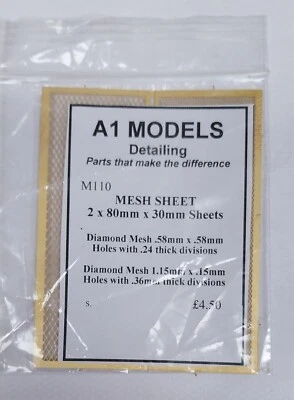 A1 MODELS
Detailing
Parts that make the difference
M110
MESH SHEET
2 x 80mm x 30mm Sheets
Diamond Mesh .58mm x .58mm
Holes with .24 thick divisions
Diamond Mesh 1.15mm x .15mm
Holes with .36mm thick divisions
s.
£4.50